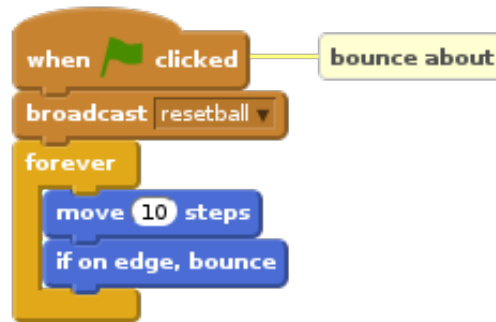 when clicked
bounce about
broadcast resetball
forever
move 10 steps
if on edge, bounce